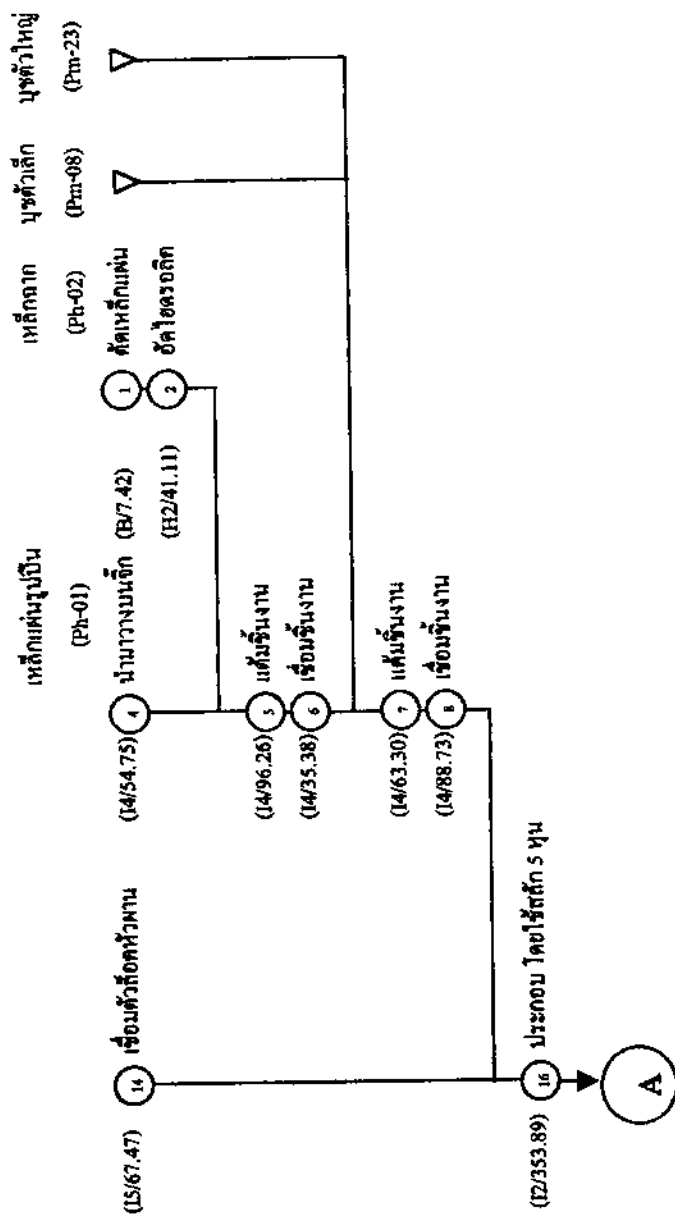 เหล็กแผ่นรูปปีน
(Ph-01)
เหล็กฉาก
(Ph-02)
บุชตัวเล็ก
(Pm-08)
บุชตัวใหญ่
(Pm-23)
(I5/67.47)
14
เชื่อมตัวล็อคหัวผาน
(I4/54.75)
4
นำมาวางบนจิ๊ก
(B/7.42)
1
ตัดเหล็กแผ่น
(H2/41.11)
2
อัดไฮดรอลิค
(I4/96.26)
5
แต้มชิ้นงาน
(I4/35.38)
6
เชื่อมชิ้นงาน
(I4/63.30)
7
แต้มชิ้นงาน
(I4/88.73)
8
เชื่อมชิ้นงาน
(I2/353.89)
16
ประกอบ โดยใช้สลัก 5 หุน
A